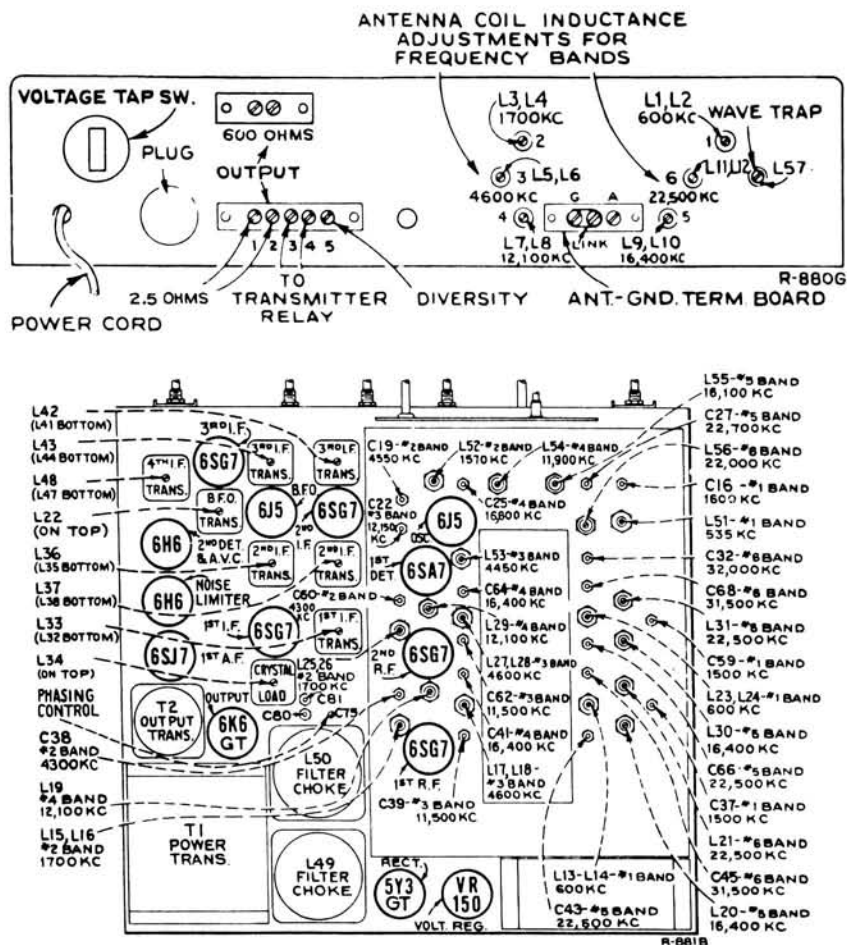 ANTENNA COIL INDUCTANCE
ADJUSTMENTS FOR
FREQUENCY BANDS
VOLTAGE TAP SW.
PLUG
600 OHMS
OUTPUT
1 2 3 4 5
2.5 OHMS
TO
TRANSMITTER
RELAY
DIVERSITY
POWER CORD
L3, L4
1700KC
2
L1, L2
600KC
1
WAVE TRAP
3
L5, L6
4600KC
6
L11, L12
L57
22,500KC
G A
4
5
L7, L8
12,100KC
LINK
L9, L10
16,400KC
ANT.-GND. TERM. BOARD
R-880G
L42
(L41 BOTTOM)
L43
(L44 BOTTOM)
L48
(L47 BOTTOM)
L22
(ON TOP)
L36
(L35 BOTTOM)
L37
(L38 BOTTOM)
L33
(L32 BOTTOM)
L34
(ON TOP)
PHASING
CONTROL
C38
#2 BAND
4300KC
L19
#4 BAND
12,100KC
L15, L16
#2 BAND
1700KC
3RD I.F.
6SG7
3RD I.F.
TRANS.
3RD I.F.
TRANS.
4TH I.F.
TRANS.
B.F.O.
TRANS.
6J5
B.F.O.
6SG7
2ND
I.F.
6H6
2ND DET.
& A.V.C.
2ND I.F.
TRANS.
2ND I.F.
TRANS.
6H6
NOISE
LIMITER
C60-#2 BAND
4300
KC
1ST I.F.
6SG7
1ST I.F.
TRANS.
6SJ7
1ST A.F.
CRYSTAL
LOAD
L25,26
#2 BAND
1700 KC
C81
C80
C75
T2
OUTPUT
TRANS.
OUTPUT
6K6
GT
L50
FILTER
CHOKE
T1
POWER
TRANS.
L49
FILTER
CHOKE
RECT.
5Y3
GT
VR
150
VOLT. REG.
C19-#2 BAND
4550 KC
L52-#2 BAND
1570 KC
L54-#4 BAND
11,900 KC
C22
#3 BAND
12,150
KC
C25-#4 BAND
16,800 KC
6J5
OSC
1ST
DET.
6SA7
L53-#3 BAND
4450 KC
C64-#4 BAND
16,400 KC
L29-#4 BAND
12,100 KC
2ND
R.F.
6SG7
L27, L28-#3 BAND
4600 KC
C62-#3 BAND
11,500 KC
C41-#4 BAND
16,400 KC
6SG7
1ST R.F.
L17, L18-
#3 BAND
4600KC
C39-#3 BAND
11,500KC
L13-L14-#1 BAND
600KC
C43-#5 BAND
22,500 KC
L55-#5 BAND
16,100 KC
C27-#5 BAND
22,700 KC
L56-#6 BAND
22,000 KC
C16-#1 BAND
1600 KC
L51-#1 BAND
535 KC
C32-#6 BAND
32,000KC
C68-#6 BAND
31,500 KC
L31-#6 BAND
22,500 KC
C59-#1 BAND
1500 KC
L23, L24-#1 BAND
600 KC
L30-#5 BAND
16,400 KC
C66-#5 BAND
22,500 KC
C37-#1 BAND
1500 KC
L21-#6 BAND
22,500 KC
C45-#6 BAND
31,500 KC
L20-#5 BAND
16,400 KC
R-881B